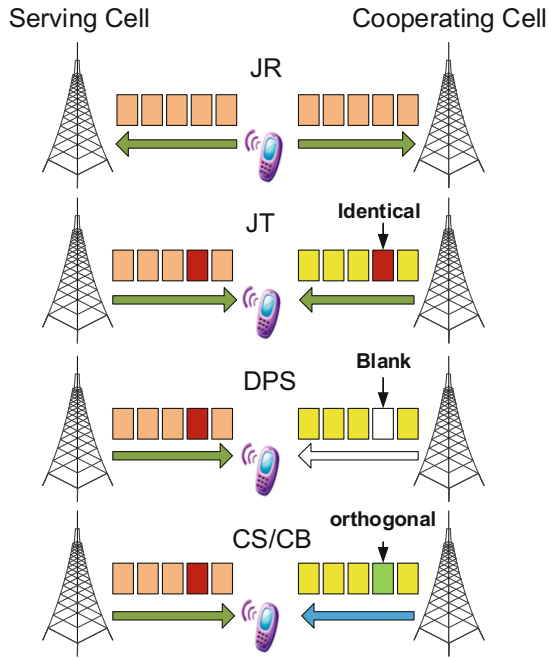 Serving Cell
Cooperating Cell
JR
JT
Identical
DPS
Blank
CS/CB
orthogonal